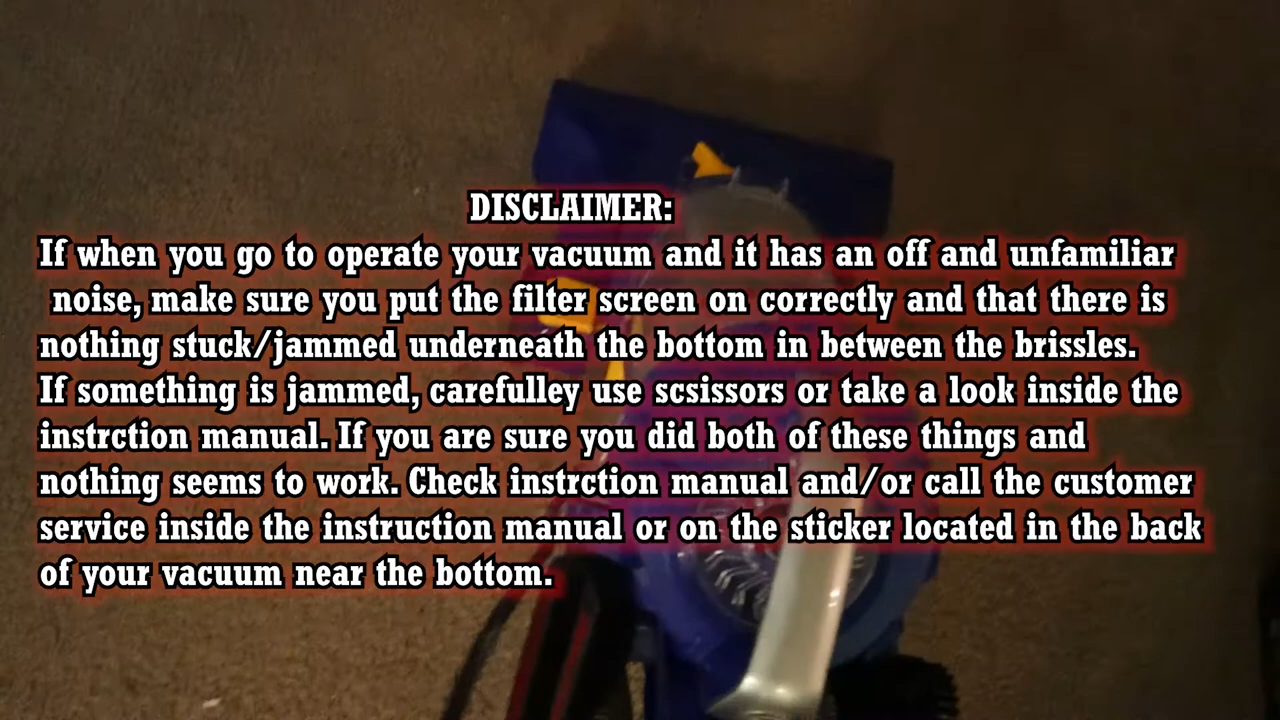 DISCLAIMER:
If when you go to operate your vacuum and it has an off and unfamiliar
noise, make sure you put the filter screen on correctly and that there is
nothing stuck/jammed underneath the bottom in between the brissles.
If something is jammed, carefulley use scsissors or take a look inside the
instrction manual. If you are sure you did both of these things and
nothing seems to work. Check instrction manual and/or call the customer
service inside the instruction manual or on the sticker located in the back
of your vacuum near the bottom.